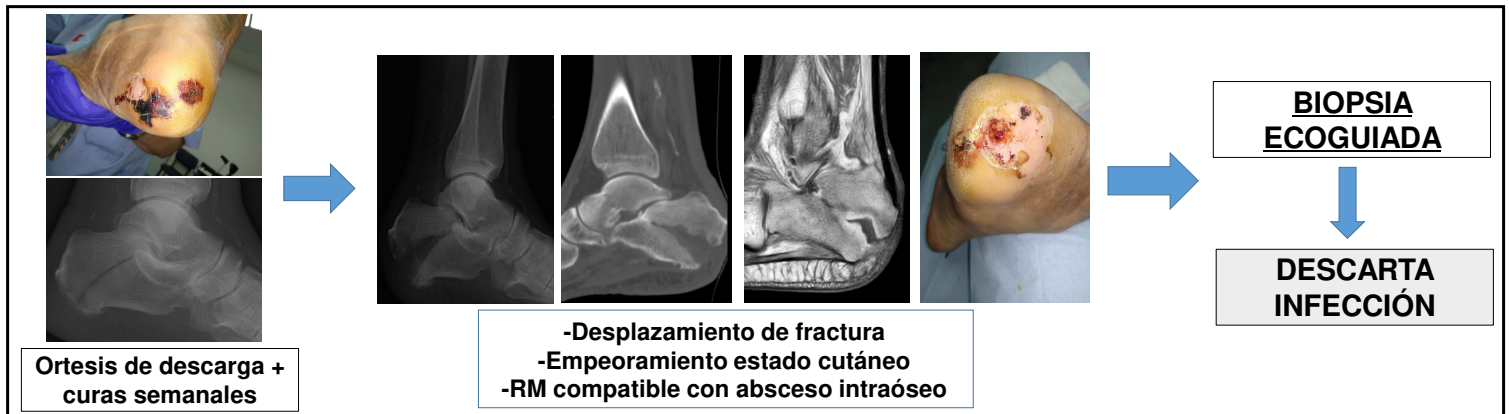 Ortesis de descarga +
curas semanales
-Desplazamiento de fractura
-Empeoramiento estado cutáneo
-RM compatible con absceso intraóseo
BIOPSIA
ECOGUIADA
DESCARTA
INFECCIÓN